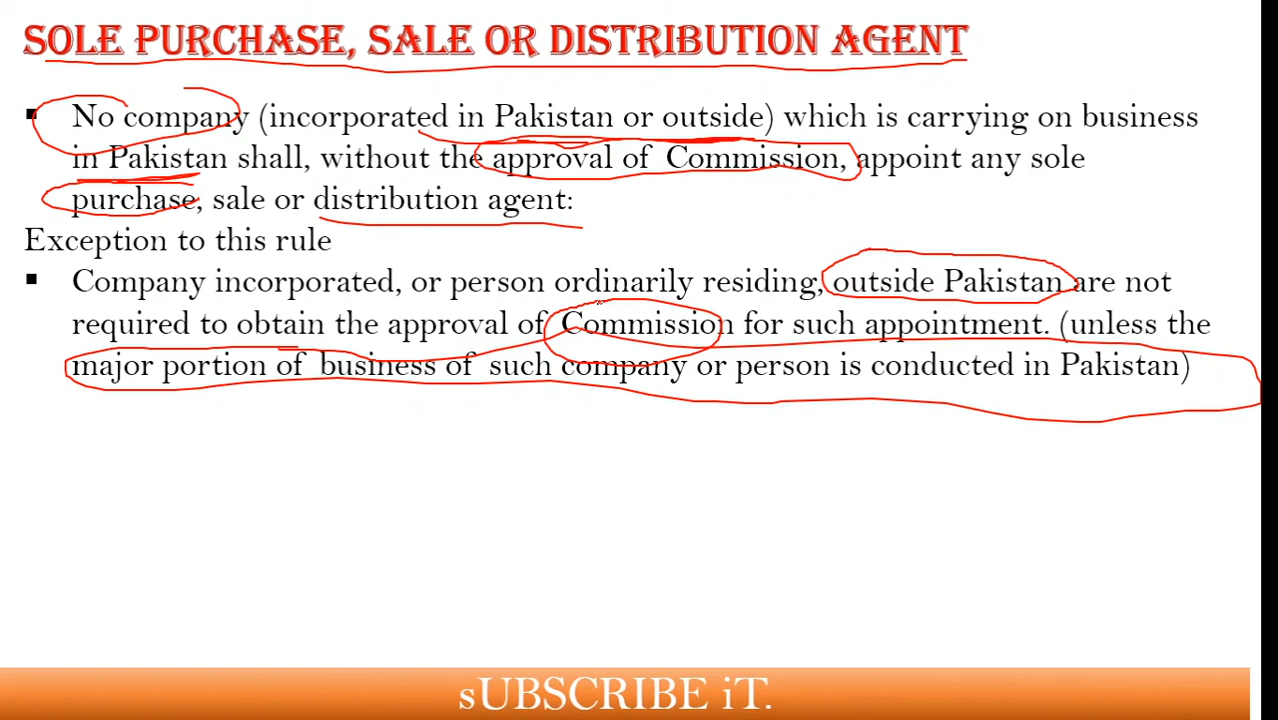 SOLE PURCHASE, SALE OR DISTRIBUTION AGENT
▪ No company (incorporated in Pakistan or outside) which is carrying on business
in Pakistan shall, without the approval of Commission, appoint any sole
purchase, sale or distribution agent:
Exception to this rule
▪ Company incorporated, or person ordinarily residing, outside Pakistan are not
required to obtain the approval of Commission for such appointment. (unless the
major portion of business of such company or person is conducted in Pakistan)
sUBSCRIBE iT.